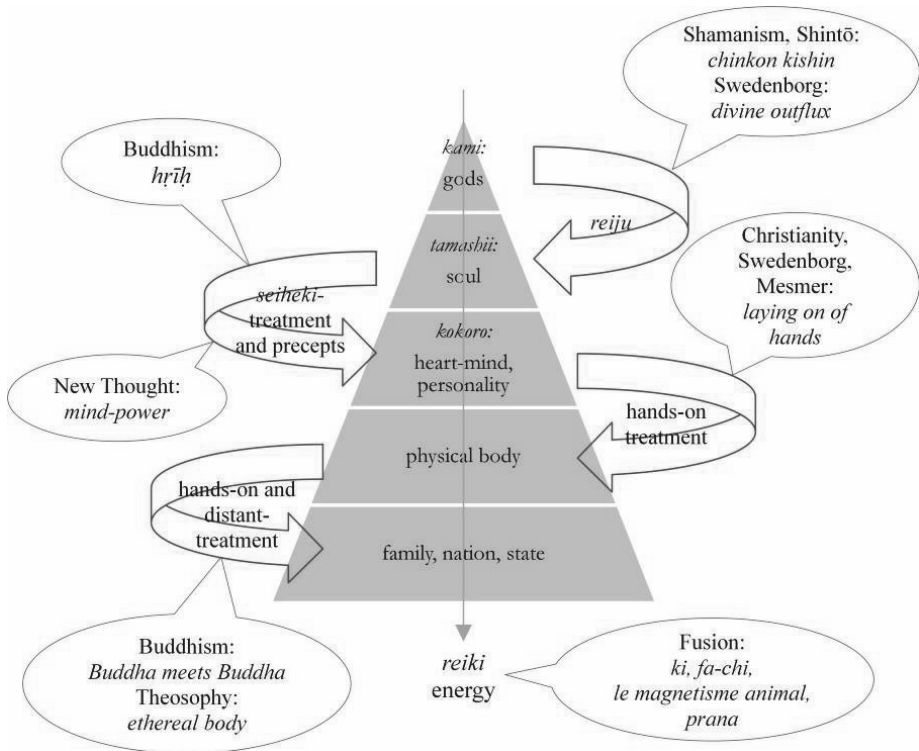 Shamanism, Shintō:
chinkon kishin
Swedenborg:
divine outflux
Buddhism:
hṛīḥ
kami:
gods
reiju
tamashii:
soul
Christianity,
Swedenborg,
Mesmer:
laying on of
hands
seiheki-
treatment
and precepts
kokoro:
heart-mind,
personality
New Thought:
mind-power
hands-on
treatment
physical body
hands-on and
distant-
treatment
family, nation, state
Buddhism:
Buddha meets Buddha
Theosophy:
ethereal body
reiki
energy
Fusion:
ki, fa-chi,
le magnetisme animal,
prana